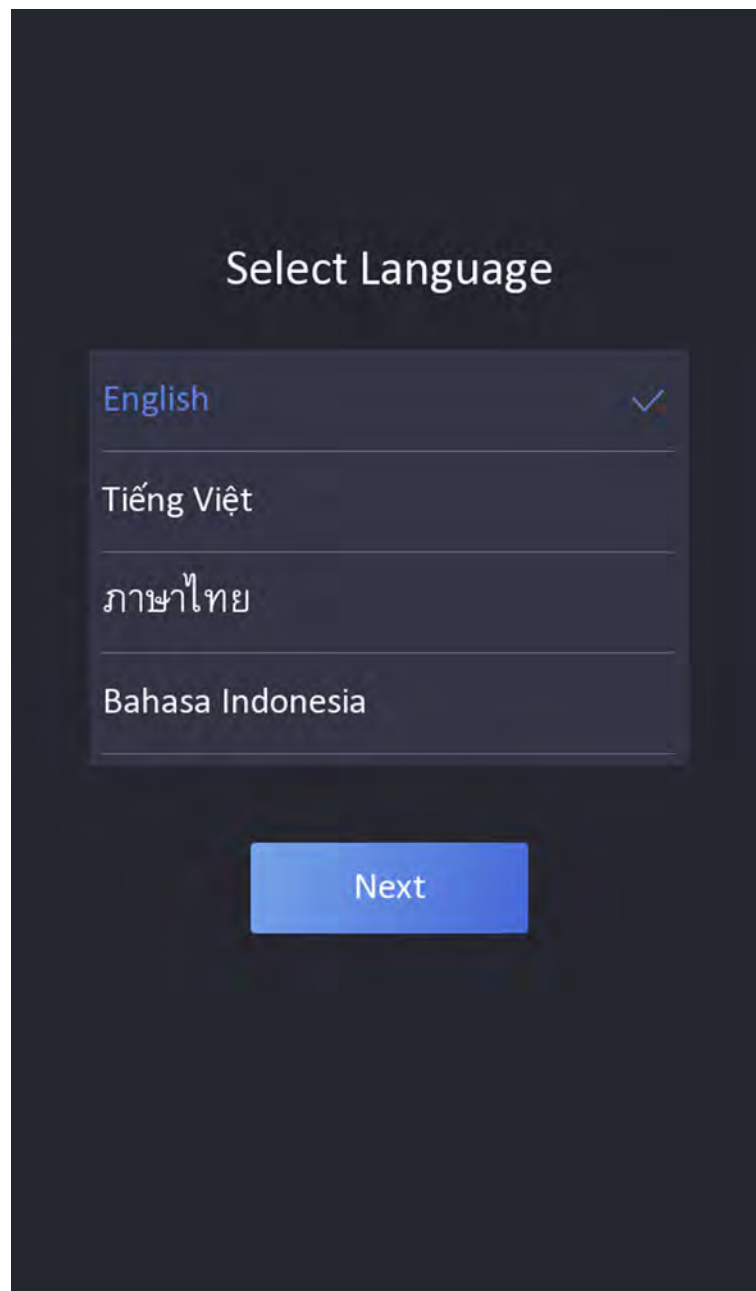 Select Language
English
Tiếng Việt
ภาษาไทย
Bahasa Indonesia
Next